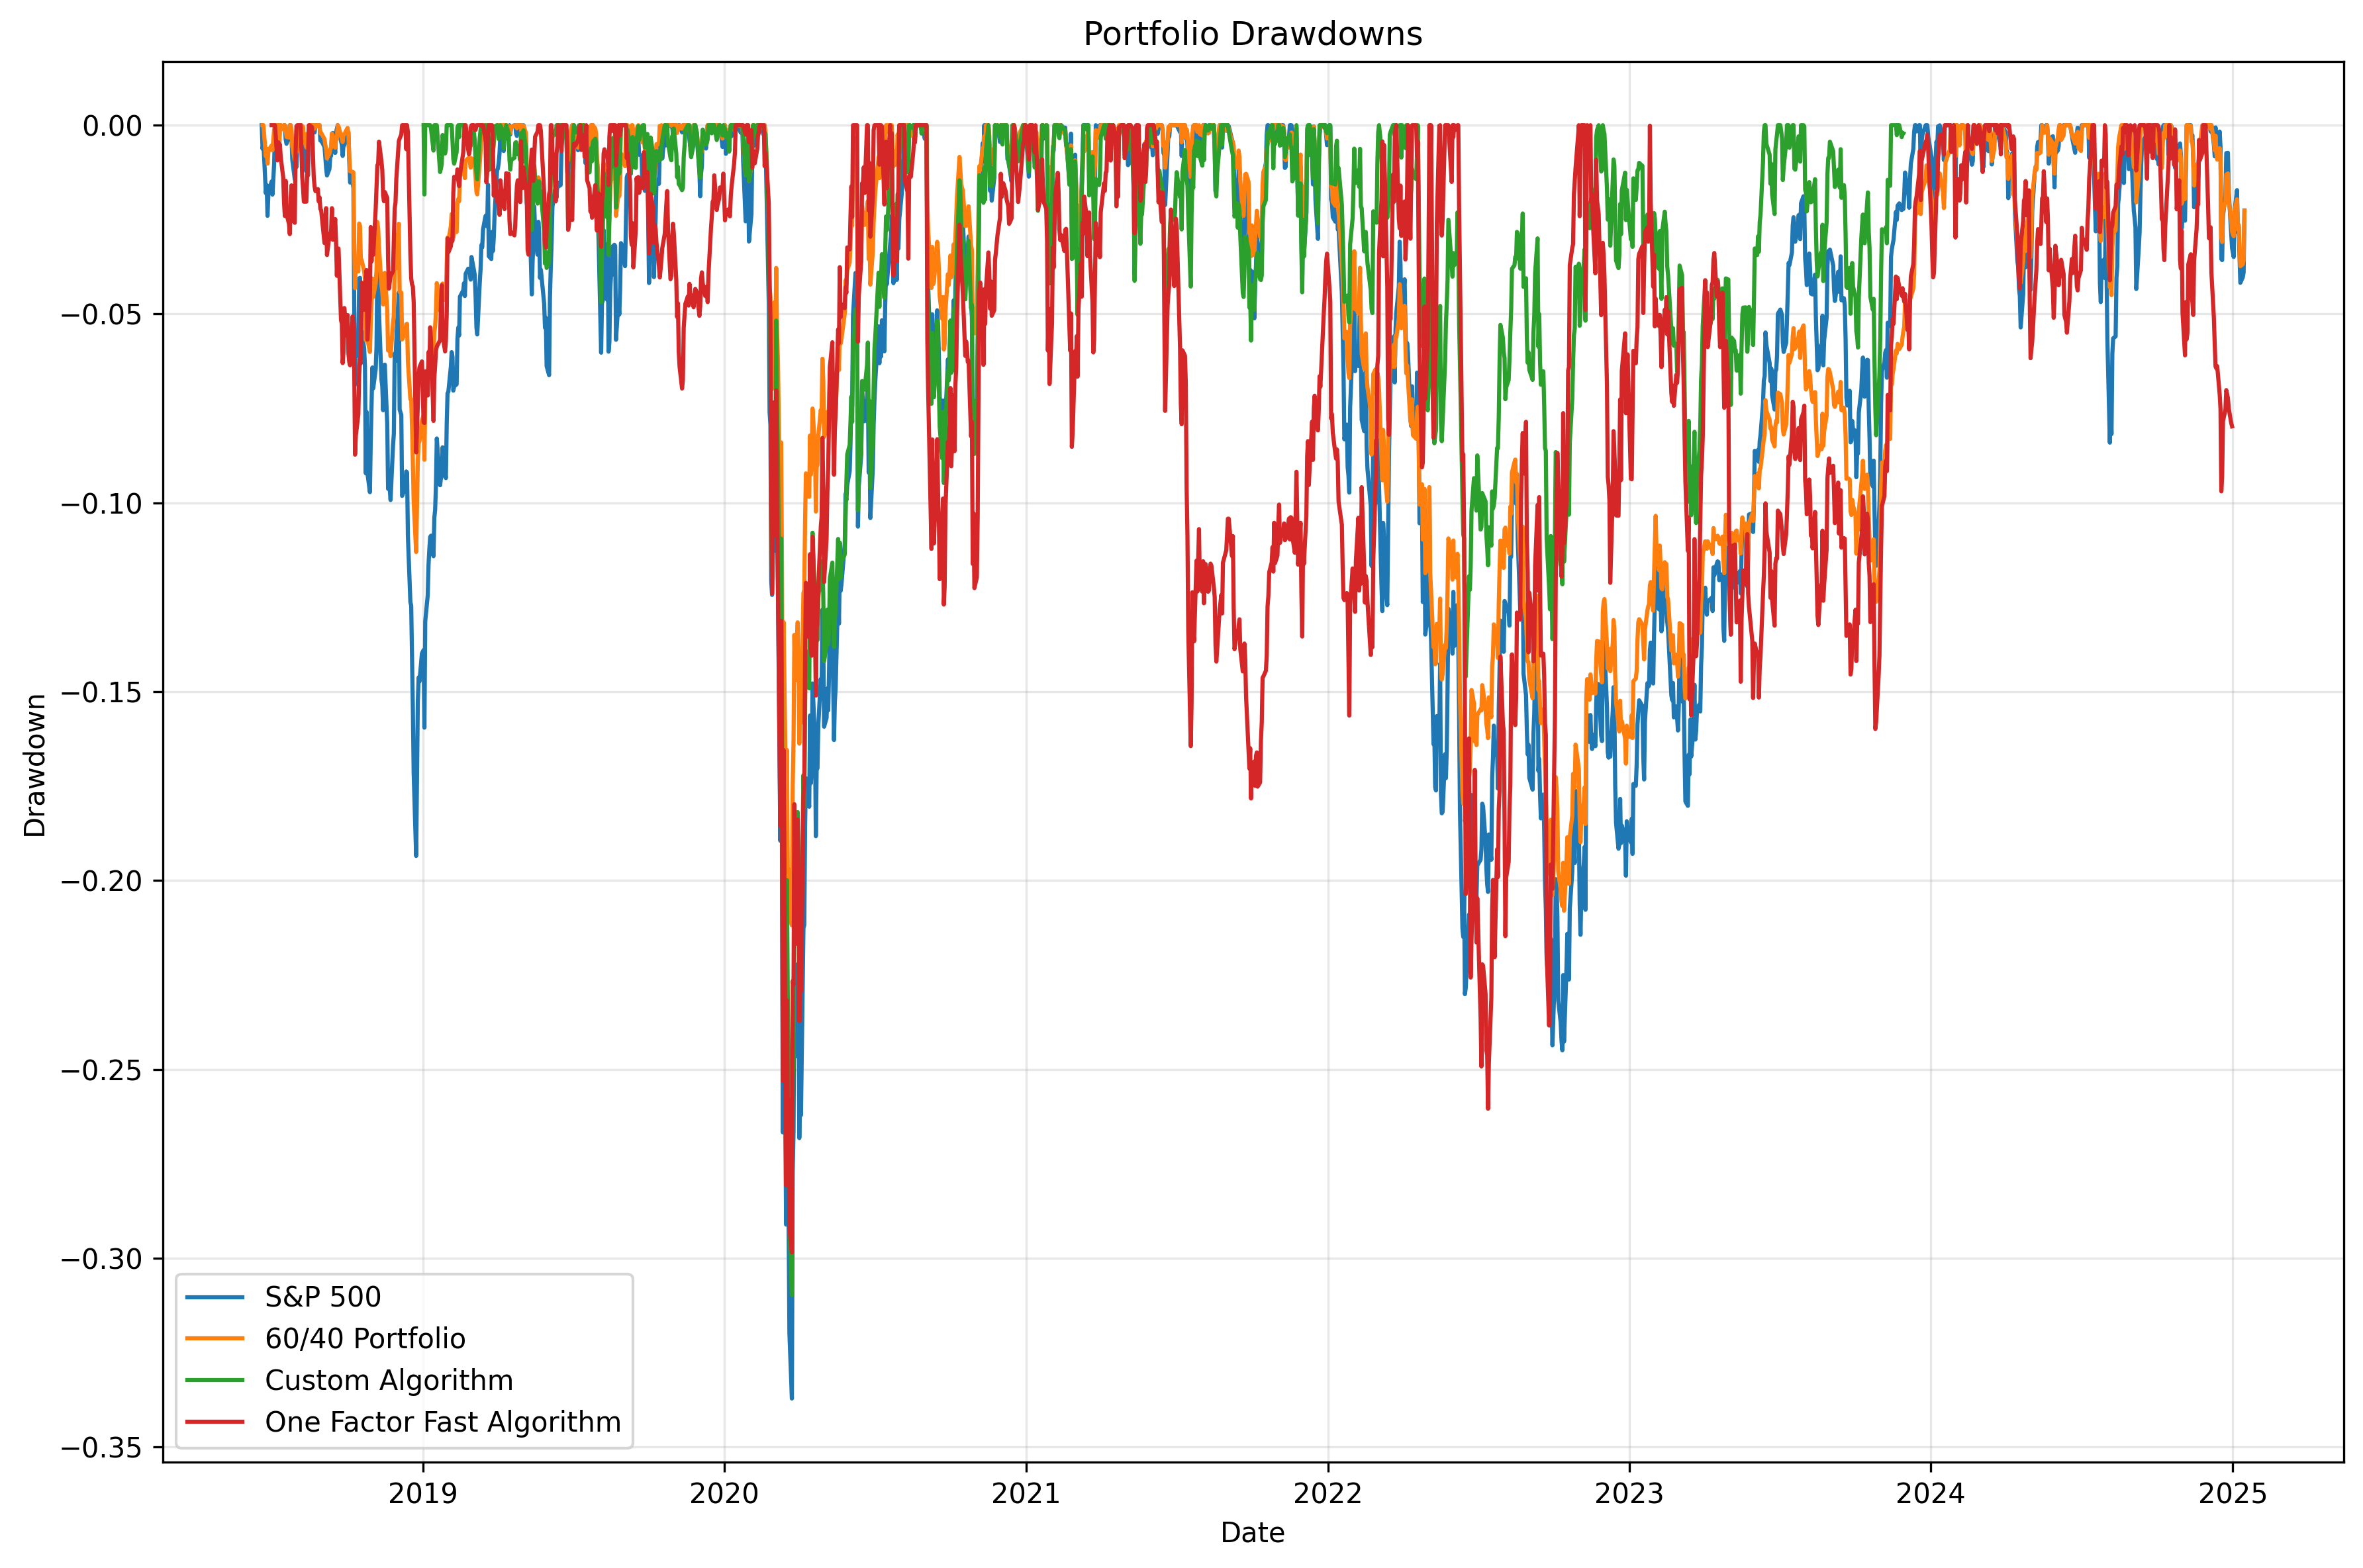 Portfolio Drawdowns
0.00
−0.05
−0.10
−0.15
−0.20
−0.25
−0.30
−0.35
Drawdown
S&P 500
60/40 Portfolio
Custom Algorithm
One Factor Fast Algorithm
2019
2020
2021
2022
2023
2024
2025
Date